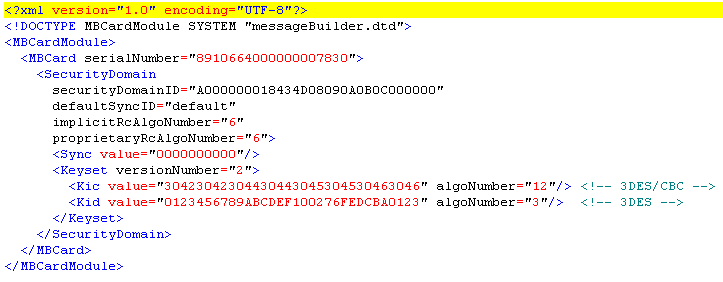 <?xml version="1.0" encoding="UTF-8"?>
<!DOCTYPE MBCardModule SYSTEM "messageBuilder.dtd">
<MBCardModule>
<MBCard serialNumber="8910664000000007830">
<SecurityDomain
securityDomainID="A000000018434D08090A0B0C000000"
defaultSyncID="default"
implicitRcAlgoNumber="6"
proprietaryRcAlgoNumber="6">
<Sync value="0000000000"/>
<Keyset versionNumber="2">
<Kic value="30423042304430443045304530463046" algoNumber="12"/> <!-- 3DES/CBC -->
<Kid value="0123456789ABCDEF100276FEDCBA0123" algoNumber="3"/> <!-- 3DES -->
</Keyset>
</SecurityDomain>
</MBCard>
</MBCardModule>